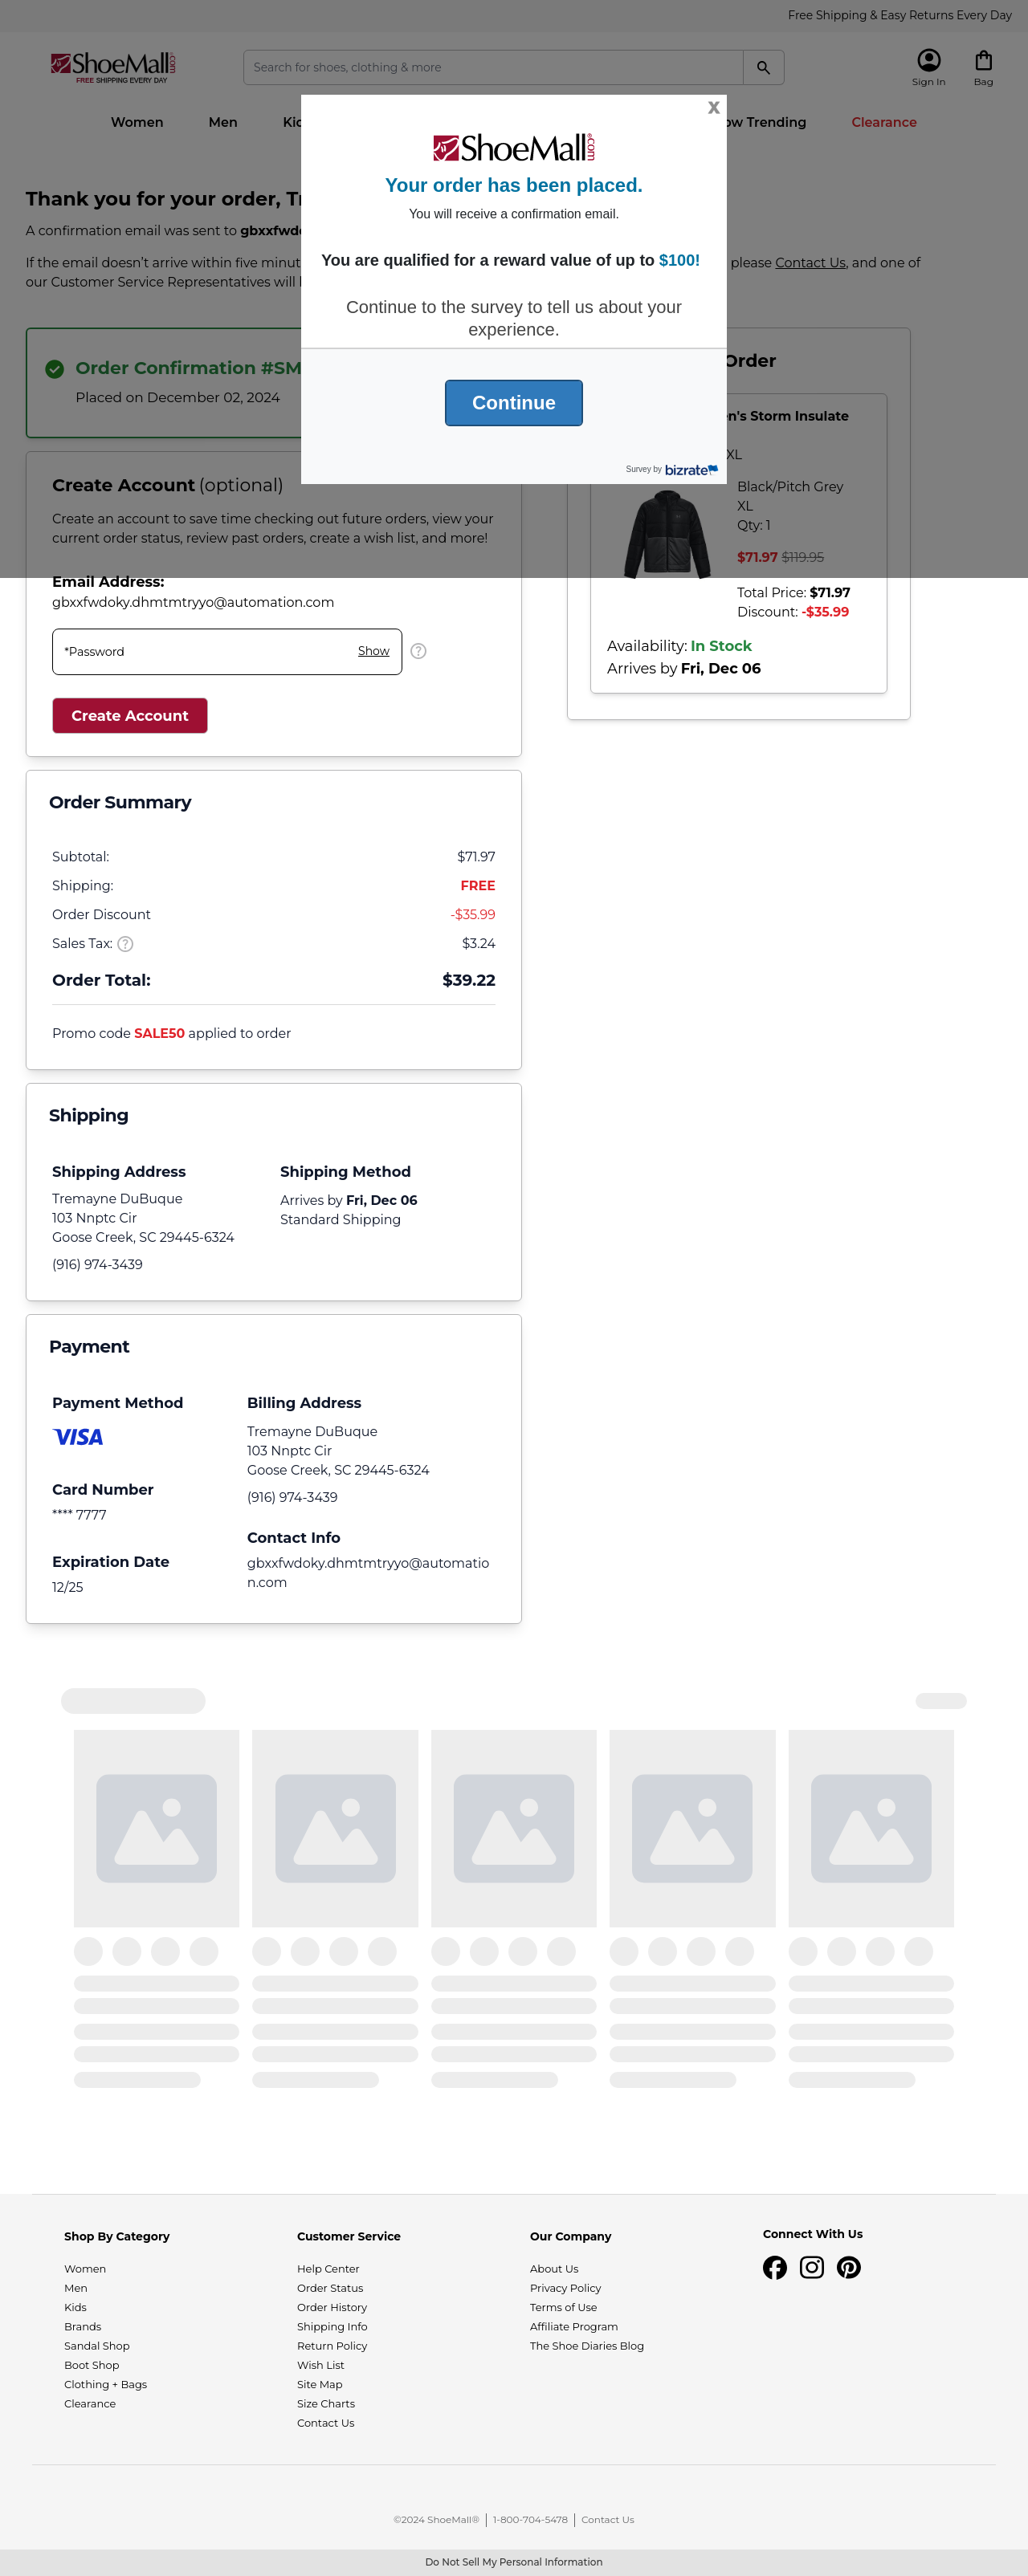 Free Shipping & Easy Returns Every Day
ShoeMall.com
FREE SHIPPING EVERY DAY
Search for shoes, clothing & more
Sign In
Bag
Women
Men
Trending
Clearance
X
ShoeMall.com
Your order has been placed.
You will receive a confirmation email.
You are qualified for a reward value of up to $100!
Continue to the survey to tell us about your
experience.
Continue
Survey by bizrate
Thank you for your order,
A confirmation email was sent to
If the email doesn't arrive within five
please Contact Us, and one of
our Customer Service Representatives will
Order Confirmation
Placed on December 02, 2024
Create Account (optional)
Create an account to save time checking out future orders, view your
current order status, review past orders, create a wish list, and more!
Email Address:
gbxxfwdoky.dhmtmtryyo@automation.com
*Password
Show
?
Create Account
Order
Storm Insulate
XL
Black/Pitch Grey
XL
Qty: 1
$71.97 $119.95
Total Price: $71.97
Discount: -$35.99
Availability: In Stock
Arrives by Fri, Dec 06
Order Summary
Subtotal: $71.97
Shipping: FREE
Order Discount -$35.99
Sales Tax: ? $3.24
Order Total: $39.22
Promo code SALE50 applied to order
Shipping
Shipping Address
Tremayne DuBuque
103 Nnptc Cir
Goose Creek, SC 29445-6324
(916) 974-3439
Shipping Method
Arrives by Fri, Dec 06
Standard Shipping
Payment
Payment Method
VISA
Card Number
**** 7777
Expiration Date
12/25
Billing Address
Tremayne DuBuque
103 Nnptc Cir
Goose Creek, SC 29445-6324
(916) 974-3439
Contact Info
gbxxfwdoky.dhmtmtryyo@automatio
n.com
Shop By Category
Women
Men
Kids
Brands
Sandal Shop
Boot Shop
Clothing + Bags
Clearance
Customer Service
Help Center
Order Status
Order History
Shipping Info
Return Policy
Wish List
Site Map
Size Charts
Contact Us
Our Company
About Us
Privacy Policy
Terms of Use
Affiliate Program
The Shoe Diaries Blog
Connect With Us
©2024 ShoeMall® | 1-800-704-5478 | Contact Us
Do Not Sell My Personal Information